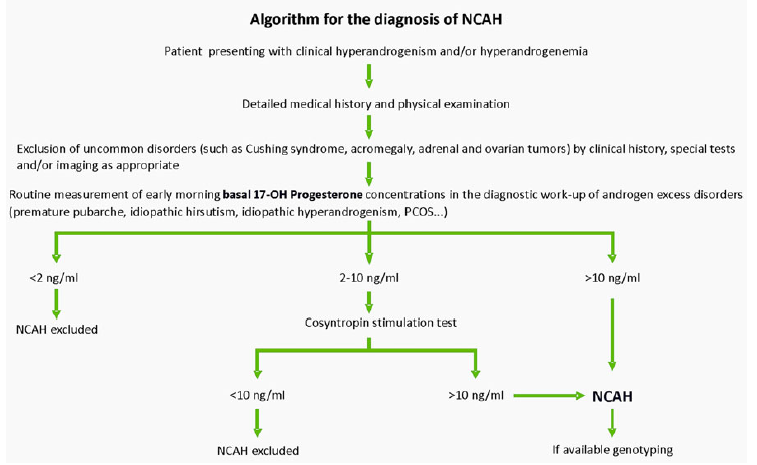 Algorithm for the diagnosis of NCAH
Patient presenting with clinical hyperandrogenism and/or hyperandrogenemia
Detailed medical history and physical examination
Exclusion of uncommon disorders (such as Cushing syndrome, acromegaly, adrenal and ovarian tumors) by clinical history, special tests
and/or imaging as appropriate
Routine measurement of early morning basal 17-OH Progesterone concentrations in the diagnostic work-up of androgen excess disorders
(premature pubarche, idiopathic hirsutism, idiopathic hyperandrogenism, PCOS...)
<2 ng/ml
2-10 ng/ml
>10 ng/ml
NCAH excluded
Cosyntropin stimulation test
<10 ng/ml
>10 ng/ml
NCAH
NCAH excluded
If available genotyping